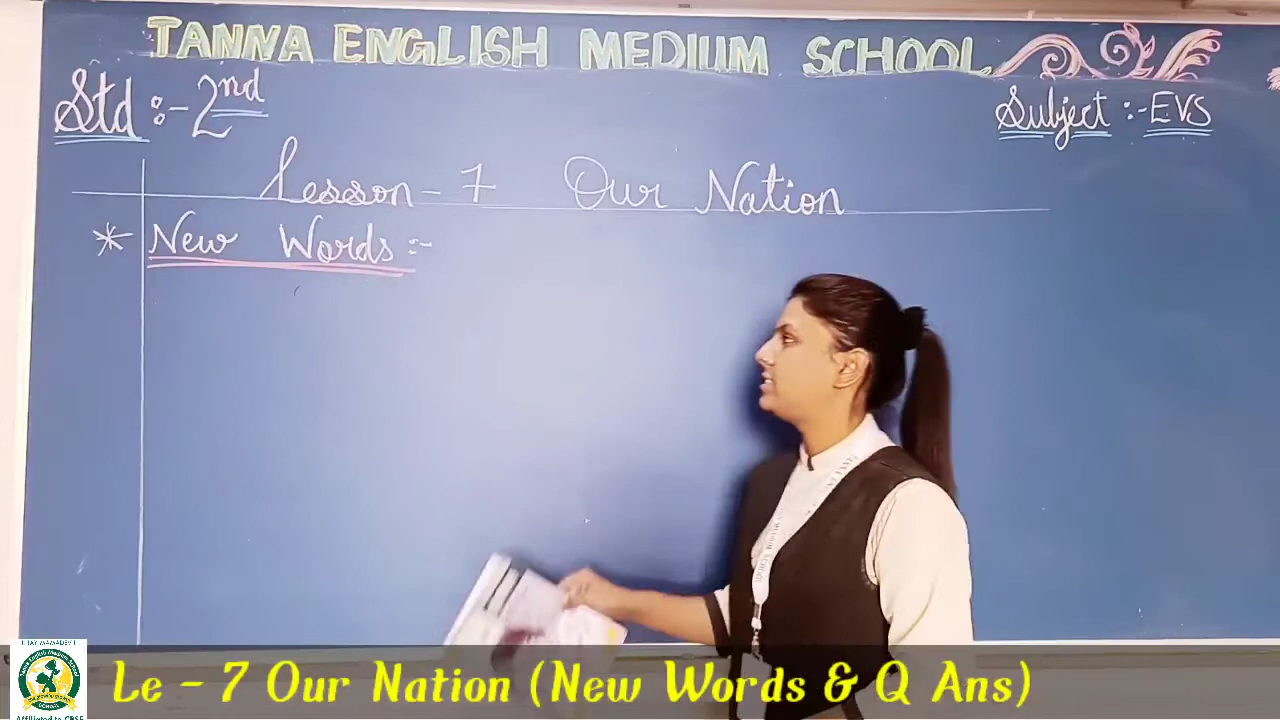 TANNA ENGLISH MEDIUM SCHOOL
Std :- 2nd
Subject :- EVS
Lesson - 7 Our Nation
* New Words :-
Le - 7 Our Nation (New Words & Q Ans)